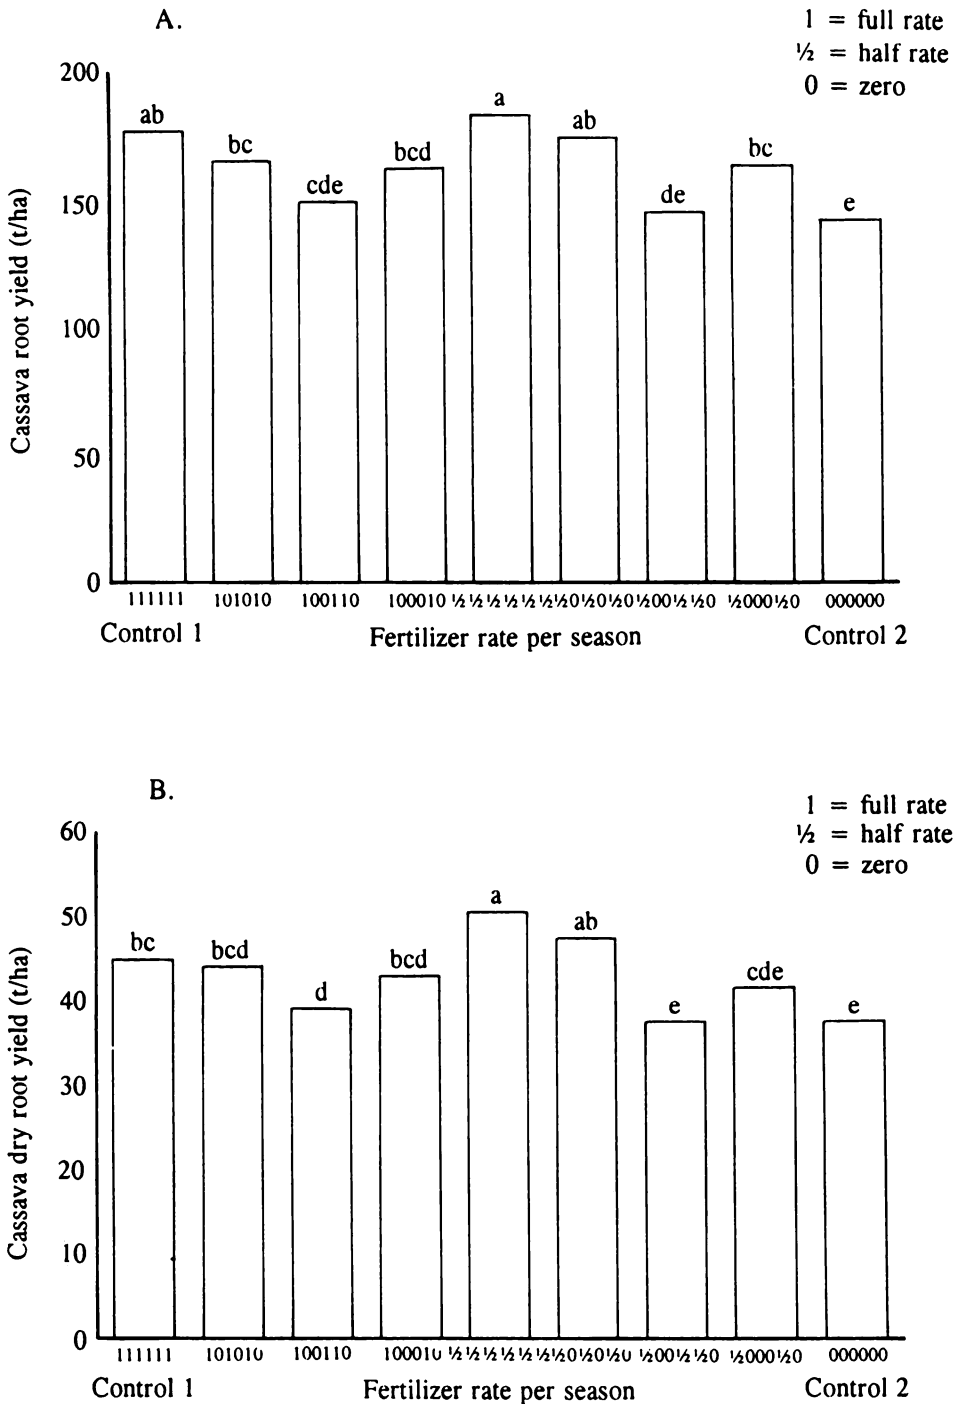 A.
1 = full rate
½ = half rate
0 = zero
Cassava root yield (t/ha)
200
150
100
50
0
ab
bc
cde
bcd
a
ab
de
bc
e
111111 101010 100110 100010 ½½½½½½ ½0½0½0 ½00½½0 ½000½0 000000
Control 1 Fertilizer rate per season Control 2
B.
1 = full rate
½ = half rate
0 = zero
Cassava dry root yield (t/ha)
60
50
40
30
20
10
0
bc
bcd
d
bcd
a
ab
e
cde
e
111111 101010 100110 100010 ½½½½½½ ½0½0½0 ½00½½0 ½000½0 000000
Control 1 Fertilizer rate per season Control 2